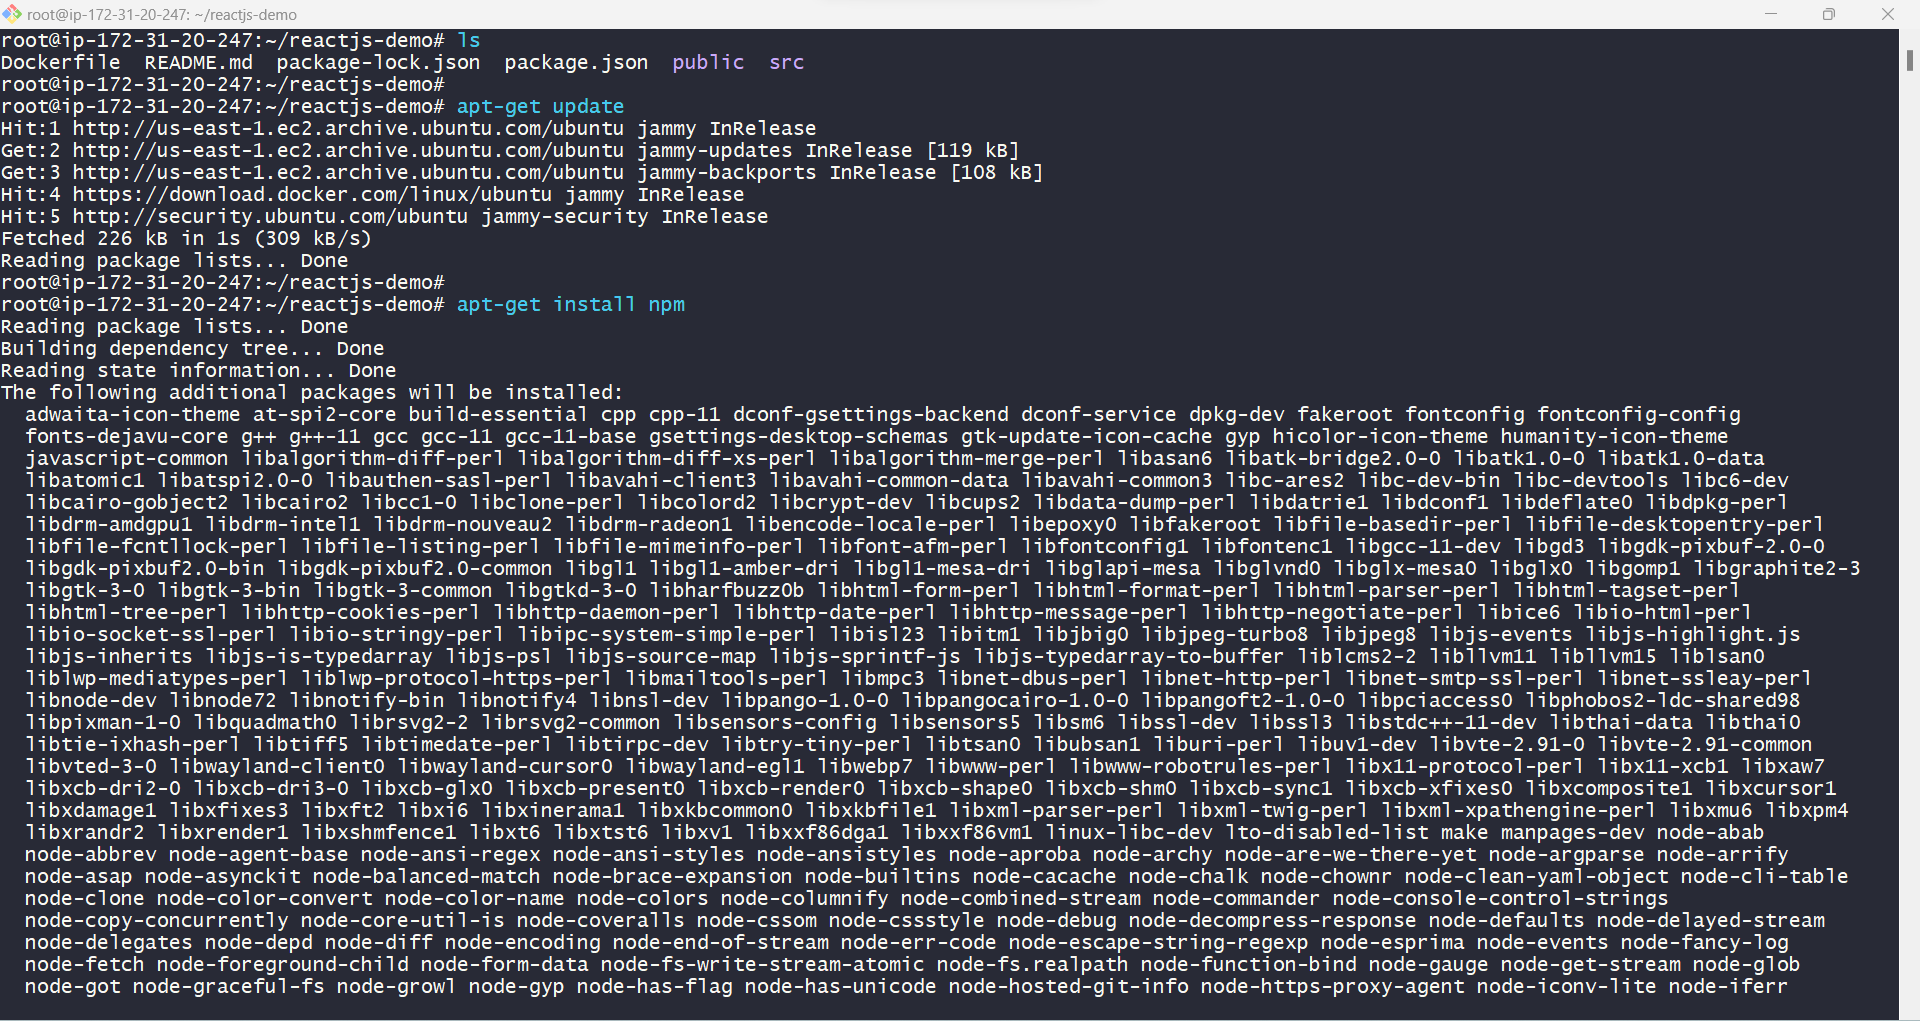 root@ip-172-31-20-247: ~/reactjs-demo
root@ip-172-31-20-247:~/reactjs-demo# ls
Dockerfile  README.md  package-lock.json  package.json  public  src
root@ip-172-31-20-247:~/reactjs-demo#
root@ip-172-31-20-247:~/reactjs-demo# apt-get update
Hit:1 http://us-east-1.ec2.archive.ubuntu.com/ubuntu jammy InRelease
Get:2 http://us-east-1.ec2.archive.ubuntu.com/ubuntu jammy-updates InRelease [119 kB]
Get:3 http://us-east-1.ec2.archive.ubuntu.com/ubuntu jammy-backports InRelease [108 kB]
Hit:4 https://download.docker.com/linux/ubuntu jammy InRelease
Hit:5 http://security.ubuntu.com/ubuntu jammy-security InRelease
Fetched 226 kB in 1s (309 kB/s)
Reading package lists... Done
root@ip-172-31-20-247:~/reactjs-demo#
root@ip-172-31-20-247:~/reactjs-demo# apt-get install npm
Reading package lists... Done
Building dependency tree... Done
Reading state information... Done
The following additional packages will be installed:
  adwaita-icon-theme at-spi2-core build-essential cpp cpp-11 dconf-gsettings-backend dconf-service dpkg-dev fakeroot fontconfig fontconfig-config
  fonts-dejavu-core g++ g++-11 gcc gcc-11 gcc-11-base gsettings-desktop-schemas gtk-update-icon-cache gyp hicolor-icon-theme humanity-icon-theme
  javascript-common libalgorithm-diff-perl libalgorithm-diff-xs-perl libalgorithm-merge-perl libasan6 libatk-bridge2.0-0 libatk1.0-0 libatk1.0-data
  libatomic1 libatspi2.0-0 libauthen-sasl-perl libavahi-client3 libavahi-common-data libavahi-common3 libc-ares2 libc-dev-bin libc-devtools libc6-dev
  libcairo-gobject2 libcairo2 libcc1-0 libclone-perl libcolord2 libcrypt-dev libcups2 libdata-dump-perl libdatrie1 libdconf1 libdeflate0 libdpkg-perl
  libdrm-amdgpu1 libdrm-intel1 libdrm-nouveau2 libdrm-radeon1 libencode-locale-perl libepoxy0 libfakeroot libfile-basedir-perl libfile-desktopentry-perl
  libfile-fcntllock-perl libfile-listing-perl libfile-mimeinfo-perl libfont-afm-perl libfontconfig1 libfontenc1 libgcc-11-dev libgd3 libgdk-pixbuf-2.0-0
  libgdk-pixbuf2.0-bin libgdk-pixbuf2.0-common libgl1 libgl1-amber-dri libgl1-mesa-dri libglapi-mesa libglvnd0 libglx-mesa0 libglx0 libgomp1 libgraphite2-3
  libgtk-3-0 libgtk-3-bin libgtk-3-common libgtkd-3-0 libharfbuzz0b libhtml-form-perl libhtml-format-perl libhtml-parser-perl libhtml-tagset-perl
  libhtml-tree-perl libhttp-cookies-perl libhttp-daemon-perl libhttp-date-perl libhttp-message-perl libhttp-negotiate-perl libice6 libio-html-perl
  libio-socket-ssl-perl libio-stringy-perl libipc-system-simple-perl libisl23 libitm1 libjbig0 libjpeg-turbo8 libjpeg8 libjs-events libjs-highlight.js
  libjs-inherits libjs-is-typedarray libjs-psl libjs-source-map libjs-sprintf-js libjs-typedarray-to-buffer liblcms2-2 libllvm11 libllvm15 liblsan0
  liblwp-mediatypes-perl liblwp-protocol-https-perl libmailtools-perl libmpc3 libnet-dbus-perl libnet-http-perl libnet-smtp-ssl-perl libnet-ssleay-perl
  libnode-dev libnode72 libnotify-bin libnotify4 libnsl-dev libpango-1.0-0 libpangocairo-1.0-0 libpangoft2-1.0-0 libpciaccess0 libphobos2-ldc-shared98
  libpixman-1-0 libquadmath0 librsvg2-2 librsvg2-common libsensors-config libsensors5 libsm6 libssl-dev libssl3 libstdc++-11-dev libthai-data libthai0
  libtie-ixhash-perl libtiff5 libtimedate-perl libtirpc-dev libtry-tiny-perl libtsan0 libubsan1 liburi-perl libuv1-dev libvte-2.91-0 libvte-2.91-common
  libvted-3-0 libwayland-client0 libwayland-cursor0 libwayland-egl1 libwebp7 libwww-perl libwww-robotrules-perl libx11-protocol-perl libx11-xcb1 libxaw7
  libxcb-dri2-0 libxcb-dri3-0 libxcb-glx0 libxcb-present0 libxcb-render0 libxcb-shape0 libxcb-shm0 libxcb-sync1 libxcb-xfixes0 libxcomposite1 libxcursor1
  libxdamage1 libxfixes3 libxft2 libxi6 libxinerama1 libxkbcommon0 libxkbfile1 libxml-parser-perl libxml-twig-perl libxml-xpathengine-perl libxmu6 libxpm4
  libxrandr2 libxrender1 libxshmfence1 libxt6 libxtst6 libxv1 libxxf86dga1 libxxf86vm1 linux-libc-dev lto-disabled-list make manpages-dev node-abab
  node-abbrev node-agent-base node-ansi-regex node-ansi-styles node-ansistyles node-aproba node-archy node-are-we-there-yet node-argparse node-arrify
  node-asap node-asynckit node-balanced-match node-brace-expansion node-builtins node-cacache node-chalk node-chownr node-clean-yaml-object node-cli-table
  node-clone node-color-convert node-color-name node-colors node-columnify node-combined-stream node-commander node-console-control-strings
  node-copy-concurrently node-core-util-is node-coveralls node-cssom node-cssstyle node-debug node-decompress-response node-defaults node-delayed-stream
  node-delegates node-depd node-diff node-encoding node-end-of-stream node-err-code node-escape-string-regexp node-esprima node-events node-fancy-log
  node-fetch node-foreground-child node-form-data node-fs-write-stream-atomic node-fs.realpath node-function-bind node-gauge node-get-stream node-glob
  node-got node-graceful-fs node-growl node-gyp node-has-flag node-has-unicode node-hosted-git-info node-https-proxy-agent node-iconv-lite node-iferr